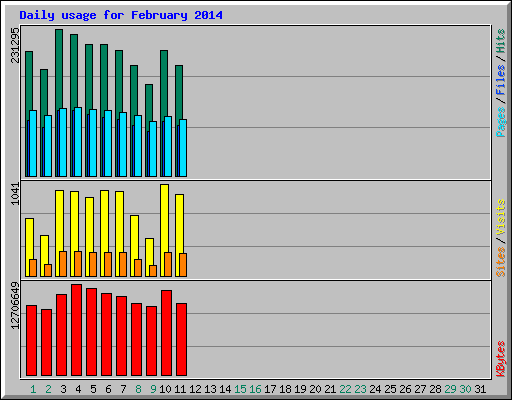 Daily usage for February 2014
231295
Pages / Files / Hits
1041
Sites / Visits
12706649
KBytes
1 2 3 4 5 6 7 8 9 10 11 12 13 14 15 16 17 18 19 20 21 22 23 24 25 26 27 28 29 30 31